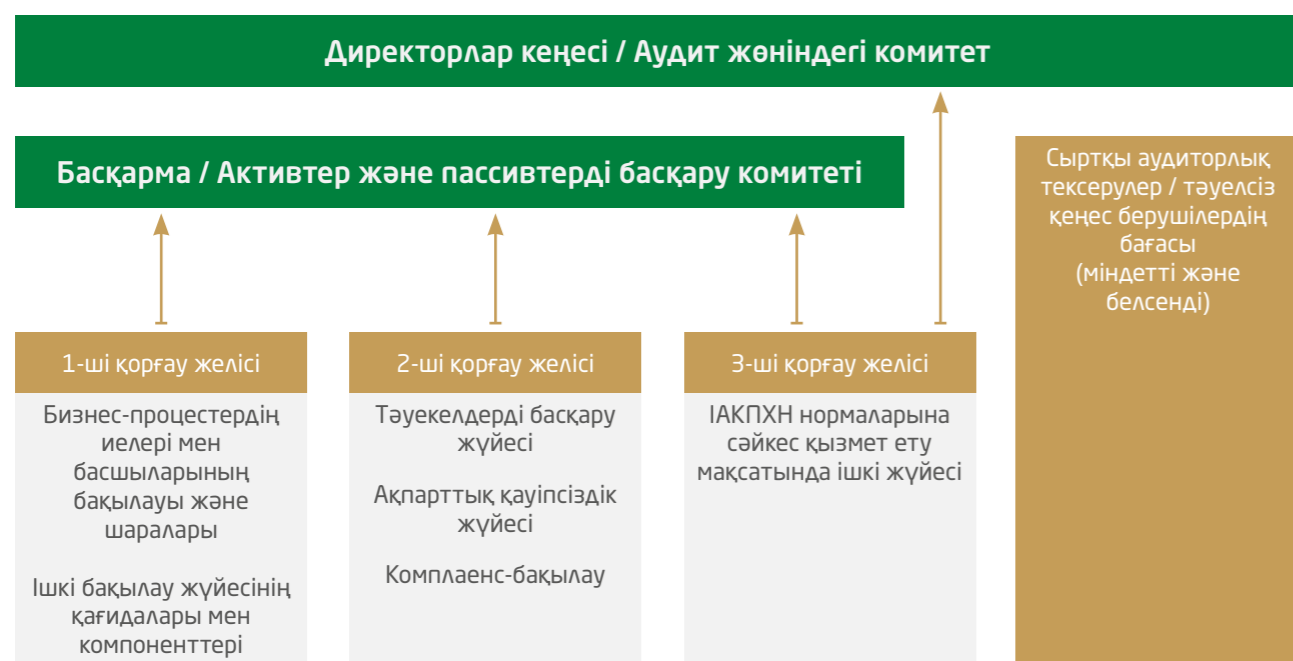 Директорлар кеңесі / Аудит жөніндегі комитет
Басқарма / Активтер және пассивтерді басқару комитеті
Сыртқы аудиторлық
тексерулер / тәуелсіз
қеңес берушілердің
бағасы
(міндетті және
белсенді)
1-ші қорғау желісі
Бизнес-процестердің
иелері мен
басшыларының
бақылауы және
шаралары
Ішкі бақылау жүйесінің
қағидалары мен
компоненттері
2-ші қорғау желісі
Тәуекелдерді басқару
жүйесі
Ақпарттық қауіпсіздік
жүйесі
Комплаенс-бақылау
3-ші қорғау желісі
ІАКПХН нормаларына
сәйкес қызмет ету
мақсатында ішкі жүйесі